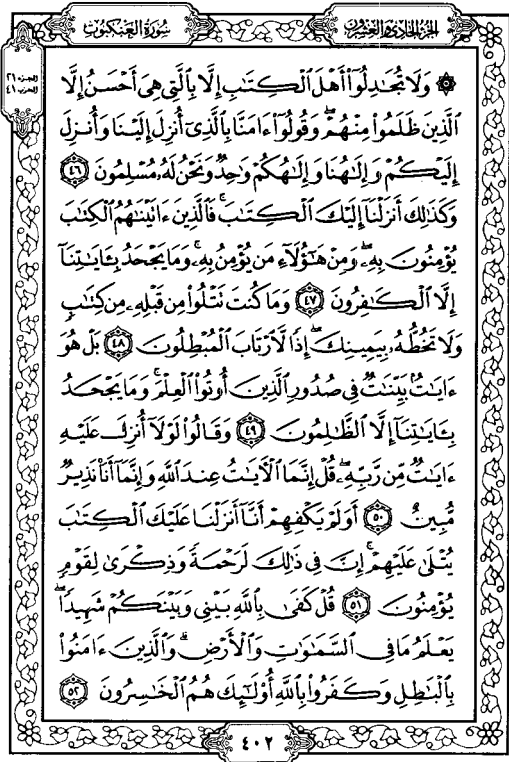 الجزء الحادي والعشرون
سُورَةُ العَنكبوت
الجزء ٢١
الحزب ٤١
۞ وَلَا تُجَٰدِلُوٓا۟ أَهْلَ ٱلْكِتَٰبِ إِلَّا بِٱلَّتِى هِىَ أَحْسَنُ إِلَّا
ٱلَّذِينَ ظَلَمُوا۟ مِنْهُمْ ۖ وَقُولُوٓا۟ ءَامَنَّا بِٱلَّذِىٓ أُنزِلَ إِلَيْنَا وَأُنزِلَ
إِلَيْكُمْ وَإِلَٰهُنَا وَإِلَٰهُكُمْ وَٰحِدٌ وَنَحْنُ لَهُۥ مُسْلِمُونَ ٤٦
وَكَذَٰلِكَ أَنزَلْنَآ إِلَيْكَ ٱلْكِتَٰبَ ۚ فَٱلَّذِينَ ءَاتَيْنَٰهُمُ ٱلْكِتَٰبَ
يُؤْمِنُونَ بِهِۦ ۖ وَمِنْ هَٰٓؤُلَآءِ مَن يُؤْمِنُ بِهِۦ ۚ وَمَا يَجْحَدُ بِـَٔايَٰتِنَآ
إِلَّا ٱلْكَٰفِرُونَ ٤٧ وَمَا كُنتَ تَتْلُوا۟ مِن قَبْلِهِۦ مِن كِتَٰبٍ
وَلَا تَخُطُّهُۥ بِيَمِينِكَ ۖ إِذًا لَّٱرْتَابَ ٱلْمُبْطِلُونَ ٤٨ بَلْ هُوَ
ءَايَٰتٌۢ بَيِّنَٰتٌ فِى صُدُورِ ٱلَّذِينَ أُوتُوا۟ ٱلْعِلْمَ ۚ وَمَا يَجْحَدُ
بِـَٔايَٰتِنَآ إِلَّا ٱلظَّٰلِمُونَ ٤٩ وَقَالُوا۟ لَوْلَآ أُنزِلَ عَلَيْهِ
ءَايَٰتٌ مِّن رَّبِّهِۦ ۖ قُلْ إِنَّمَا ٱلْءَايَٰتُ عِندَ ٱللَّهِ وَإِنَّمَآ أَنَا۠ نَذِيرٌ
مُّبِينٌ ٥٠ أَوَلَمْ يَكْفِهِمْ أَنَّآ أَنزَلْنَا عَلَيْكَ ٱلْكِتَٰبَ
يُتْلَىٰ عَلَيْهِمْ ۚ إِنَّ فِى ذَٰلِكَ لَرَحْمَةً وَذِكْرَىٰ لِقَوْمٍ
يُؤْمِنُونَ ٥١ قُلْ كَفَىٰ بِٱللَّهِ بَيْنِى وَبَيْنَكُمْ شَهِيدًا ۖ
يَعْلَمُ مَا فِى ٱلسَّمَٰوَٰتِ وَٱلْأَرْضِ ۗ وَٱلَّذِينَ ءَامَنُوا۟
بِٱلْبَٰطِلِ وَكَفَرُوا۟ بِٱللَّهِ أُو۟لَٰٓئِكَ هُمُ ٱلْخَٰسِرُونَ ٥٢
٤٠٢